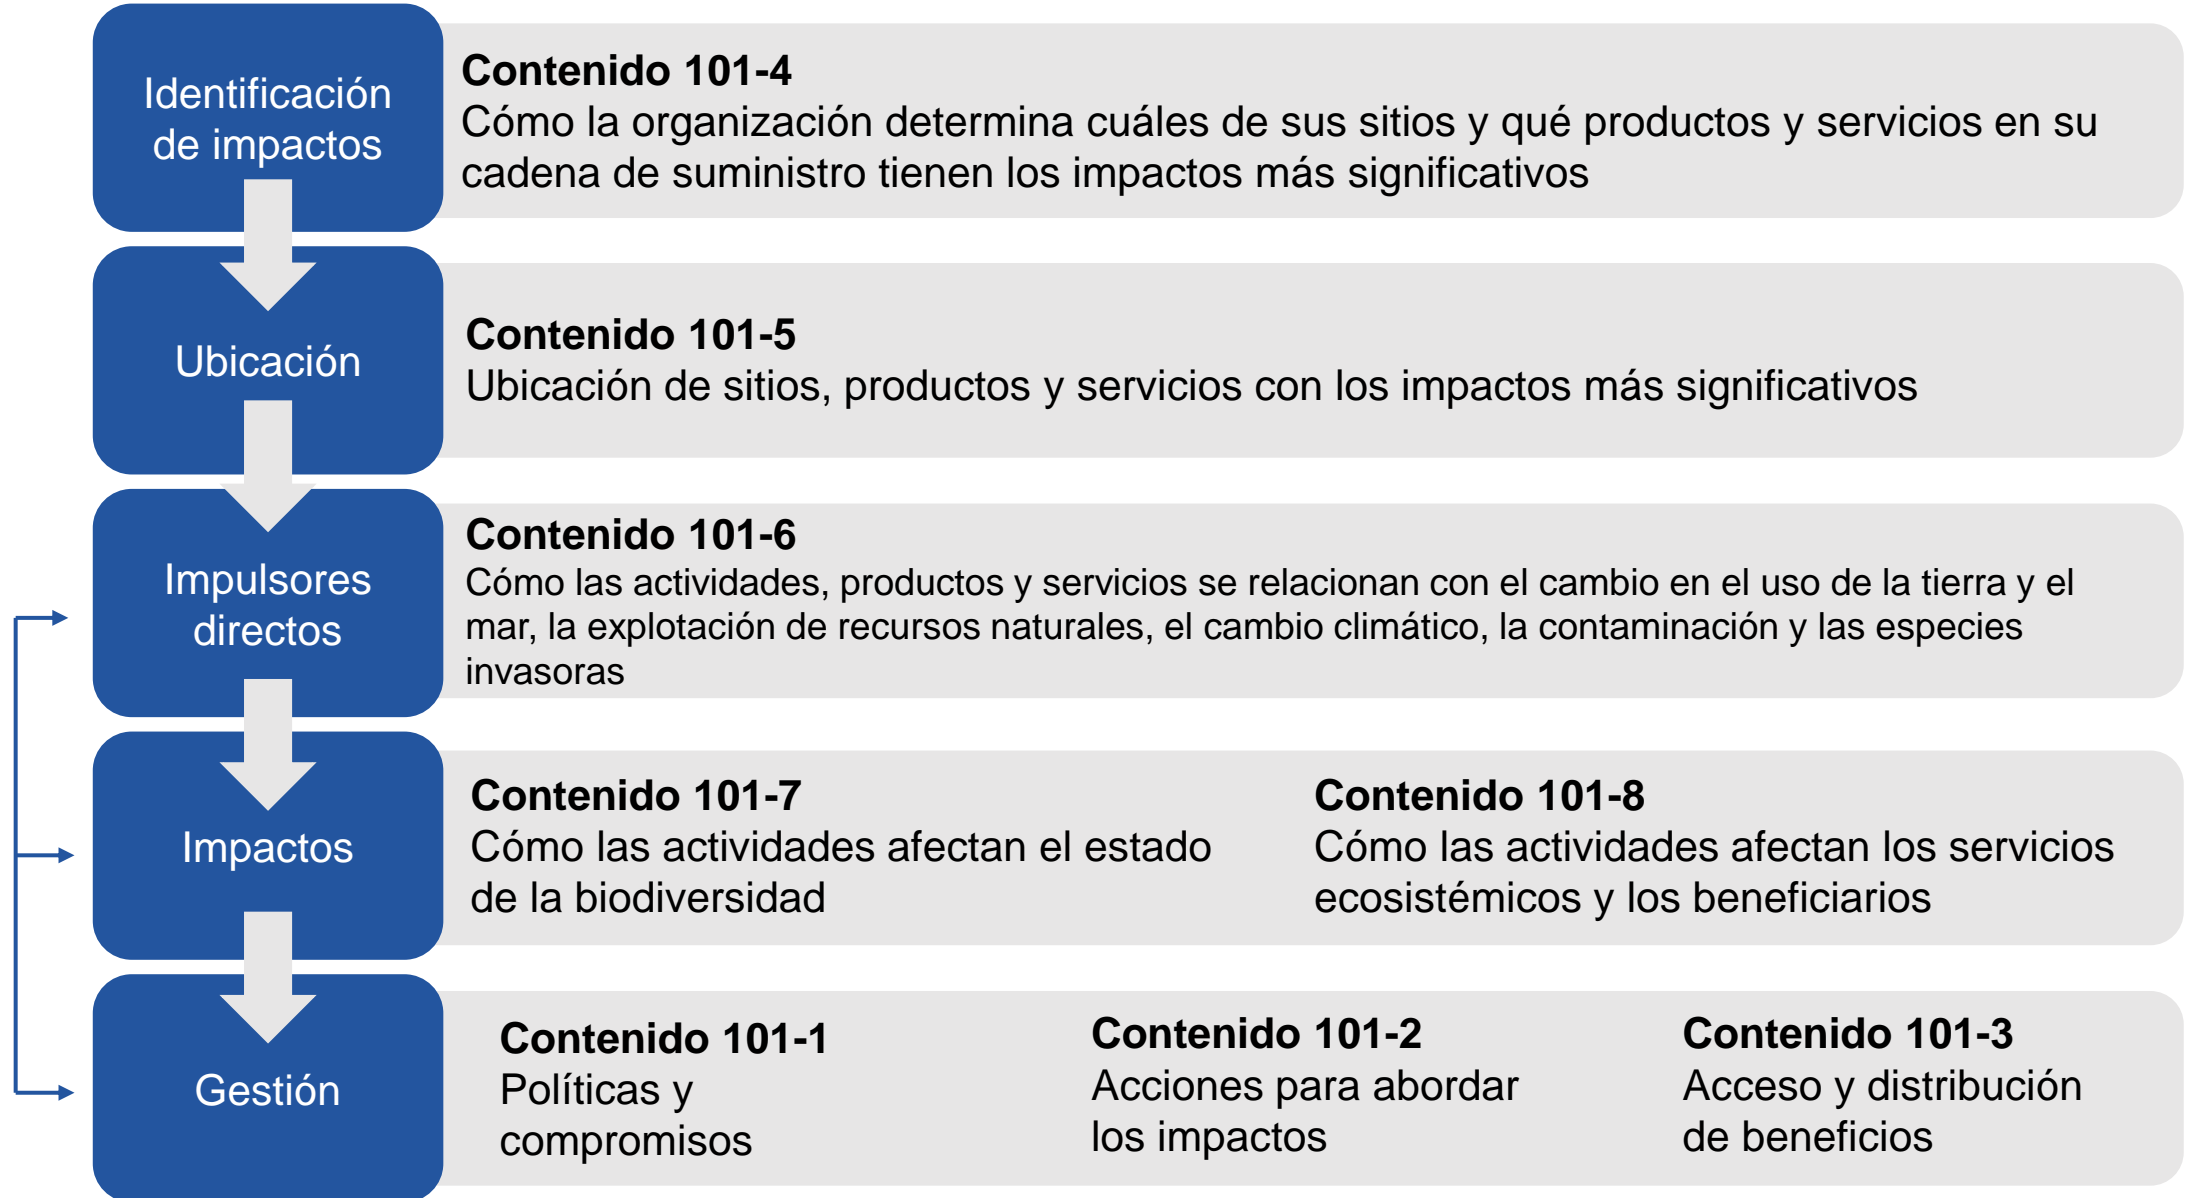 Identificación
de impactos
Contenido 101-4
Cómo la organización determina cuáles de sus sitios y qué productos y servicios en su
cadena de suministro tienen los impactos más significativos
Ubicación
Contenido 101-5
Ubicación de sitios, productos y servicios con los impactos más significativos
Impulsores
directos
Contenido 101-6
Cómo las actividades, productos y servicios se relacionan con el cambio en el uso de la tierra y el
mar, la explotación de recursos naturales, el cambio climático, la contaminación y las especies
invasoras
Impactos
Contenido 101-7
Cómo las actividades afectan el estado
de la biodiversidad
Contenido 101-8
Cómo las actividades afectan los servicios
ecosistémicos y los beneficiarios
Gestión
Contenido 101-1
Políticas y
compromisos
Contenido 101-2
Acciones para abordar
los impactos
Contenido 101-3
Acceso y distribución
de beneficios